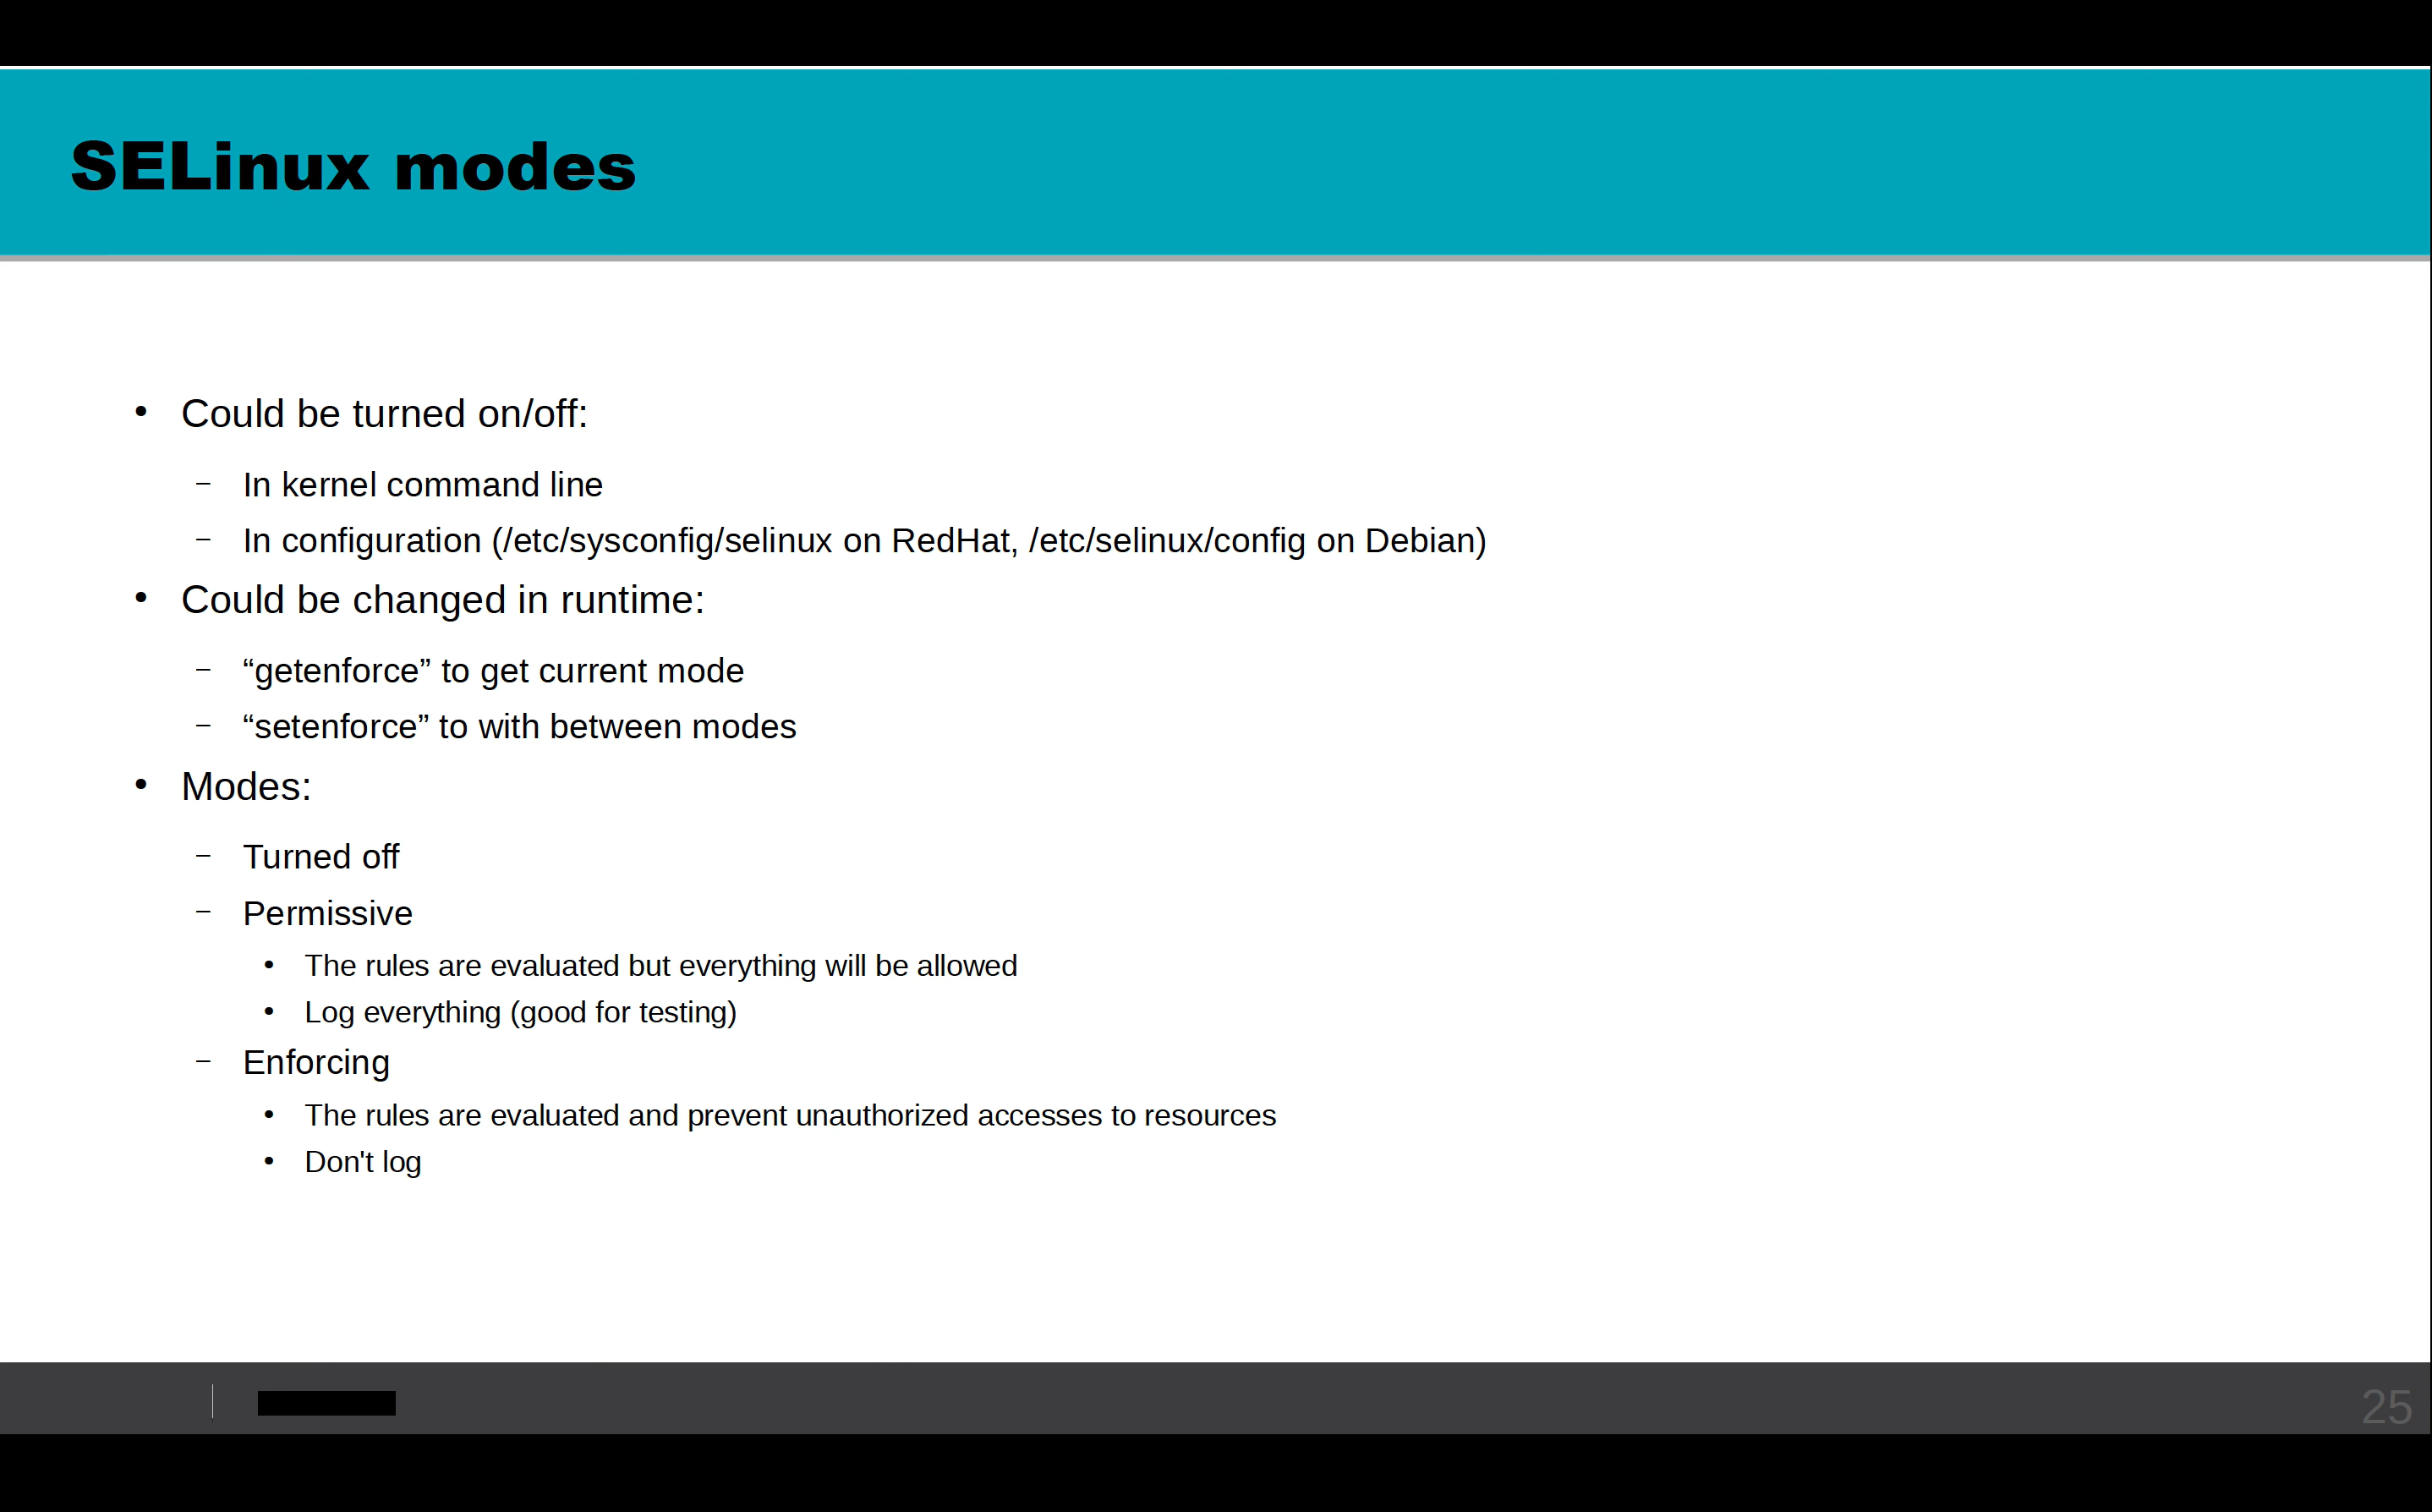 SELinux modes
• Could be turned on/off:
– In kernel command line
– In configuration (/etc/sysconfig/selinux on RedHat, /etc/selinux/config on Debian)
• Could be changed in runtime:
– “getenforce” to get current mode
– “setenforce” to with between modes
• Modes:
– Turned off
– Permissive
• The rules are evaluated but everything will be allowed
• Log everything (good for testing)
– Enforcing
• The rules are evaluated and prevent unauthorized accesses to resources
• Don't log
25